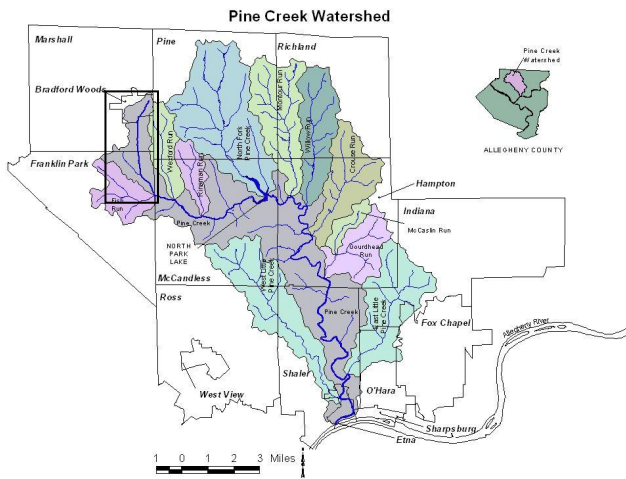 Pine Creek Watershed
Marshall
Pine
Richland
Bradford Woods
Pine Creek
Watershed
ALLEGHENY COUNTY
Montour Run
Willow Run
North Fork
Pine Creek
Wexford Run
Rinaman Run
Crouse Run
Franklin Park
Fish
Run
Hampton
Indiana
McCaslin Run
Pine Creek
Gourdhead
Run
NORTH
PARK
LAKE
West Little
Pine Creek
McCandless
Ross
East Little
Pine Creek
Pine Creek
Fox Chapel
Allegheny River
West View
Shaler
O'Hara
Sharpsburg
Etna
1 0 1 2 3 Miles